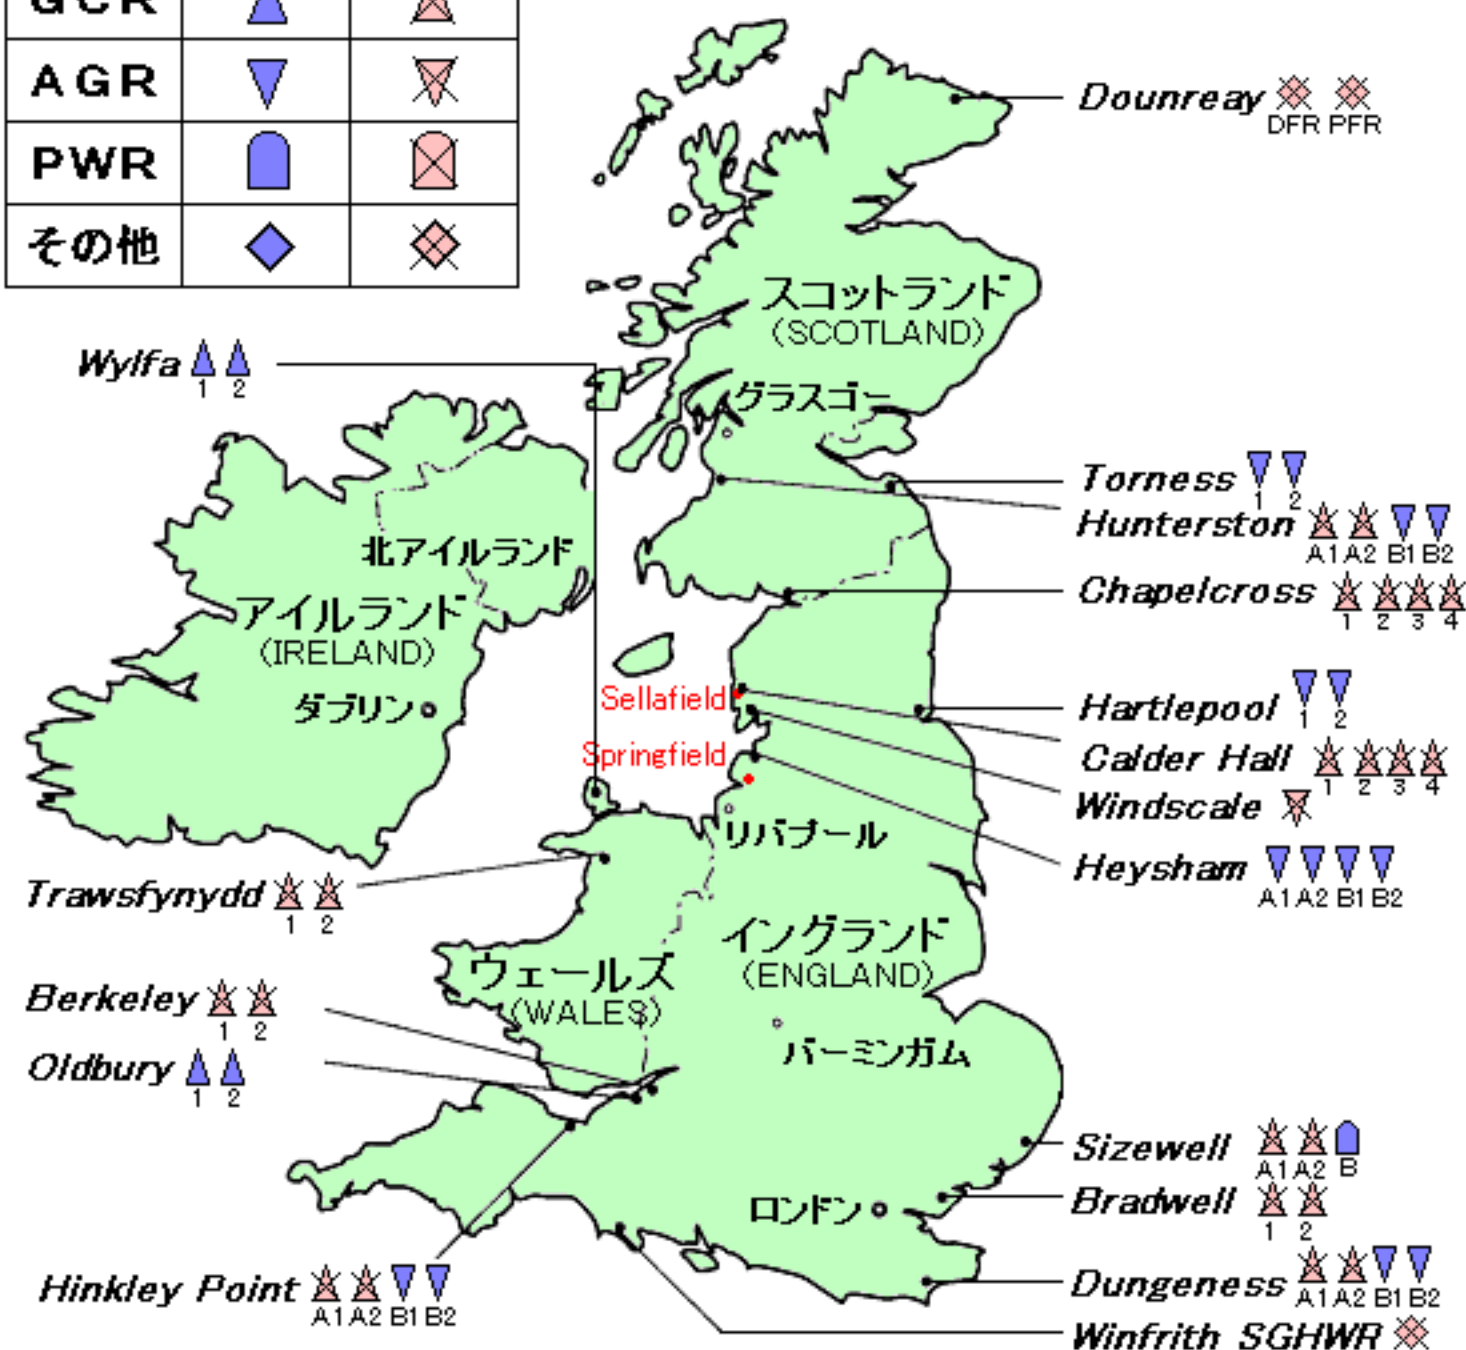 GCR
AGR
PWR
その他
Dounreay
DFR PFR
スコットランド
(SCOTLAND)
Wylfa
1 2
グラスゴー
Torness
1 2
Hunterston
A1 A2 B1 B2
北アイルランド
Chapelcross
1 2 3 4
アイルランド
(IRELAND)
Sellafield
ダブリン
Hartlepool
1 2
Springfield
Calder Hall
1 2 3 4
Windscale
リバプール
Heysham
A1 A2 B1 B2
Trawsfynydd
1 2
イングランド
(ENGLAND)
ウェールズ
(WALES)
Berkeley
1 2
バーミンガム
Oldbury
1 2
Sizewell
A1 A2 B
Bradwell
1 2
ロンドン
Hinkley Point
A1 A2 B1 B2
Dungeness
A1 A2 B1 B2
Winfrith SGHWR